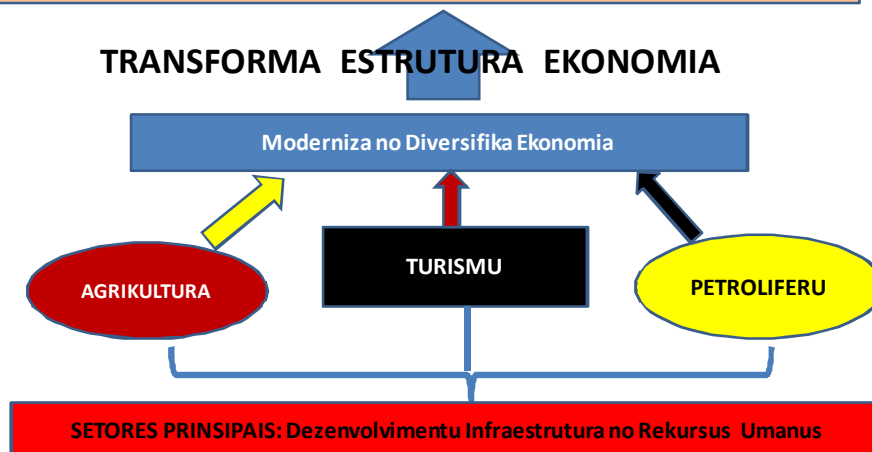 TRANSFORMA ESTRUTURA EKONOMIA
Moderniza no Diversifika Ekonomia
AGRIKULTURA
TURISMU
PETROLIFERU
SETORES PRINSIPAIS: Dezenvolvimentu Infraestrutura no Rekursus Umanus